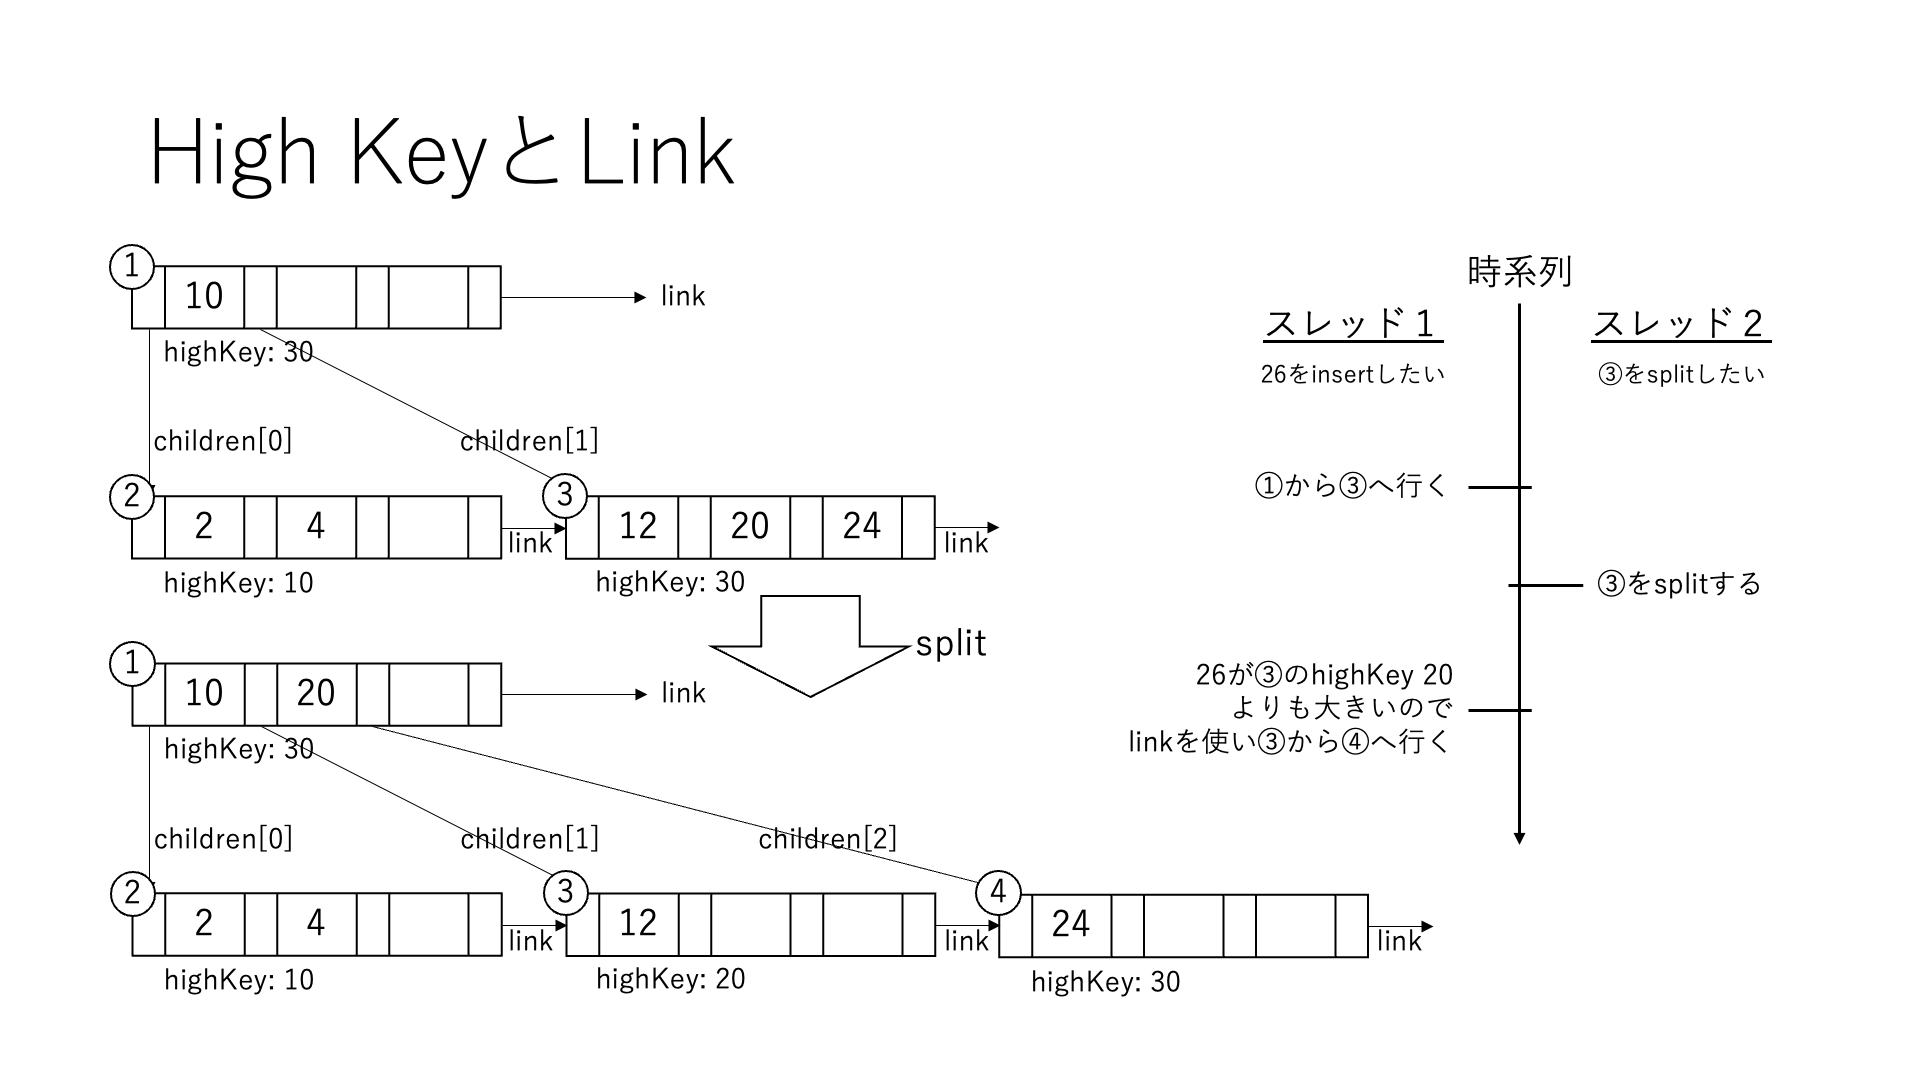 High KeyとLink
①
10
link
highKey: 30
children[0]
children[1]
②
2
4
link
highKey: 10
③
12
20
24
link
highKey: 30
split
①
10
20
link
highKey: 30
children[0]
children[1]
children[2]
②
2
4
link
highKey: 10
③
12
link
highKey: 20
④
24
link
highKey: 30
時系列
スレッド1
26をinsertしたい
スレッド2
③をsplitしたい
①から③へ行く
③をsplitする
26が③のhighKey 20
よりも大きいので
linkを使い③から④へ行く